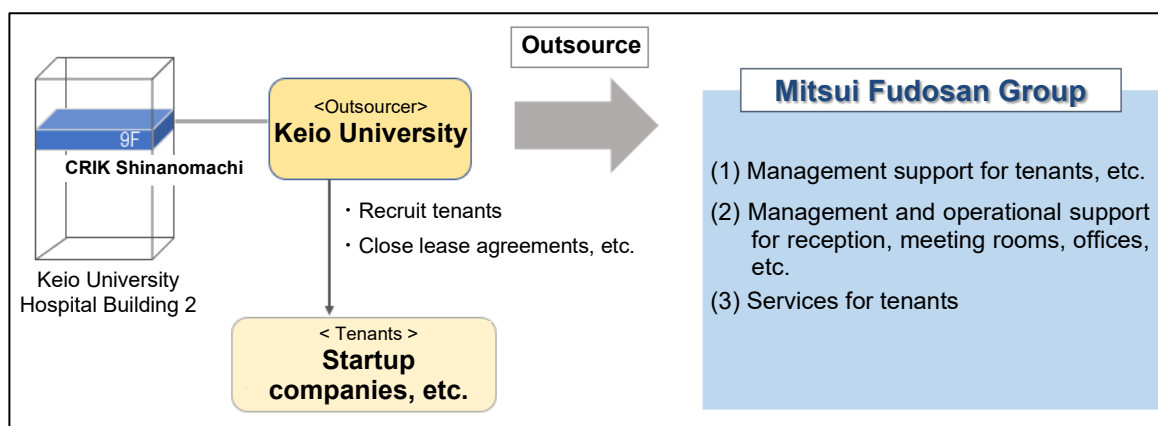 9F
CRIK Shinanomachi
Keio University
Hospital Building 2
<Outsourcer>
Keio University
・Recruit tenants
・Close lease agreements, etc.
< Tenants >
Startup
companies, etc.
Outsource
Mitsui Fudosan Group
(1) Management support for tenants, etc.
(2) Management and operational support
for reception, meeting rooms, offices,
etc.
(3) Services for tenants